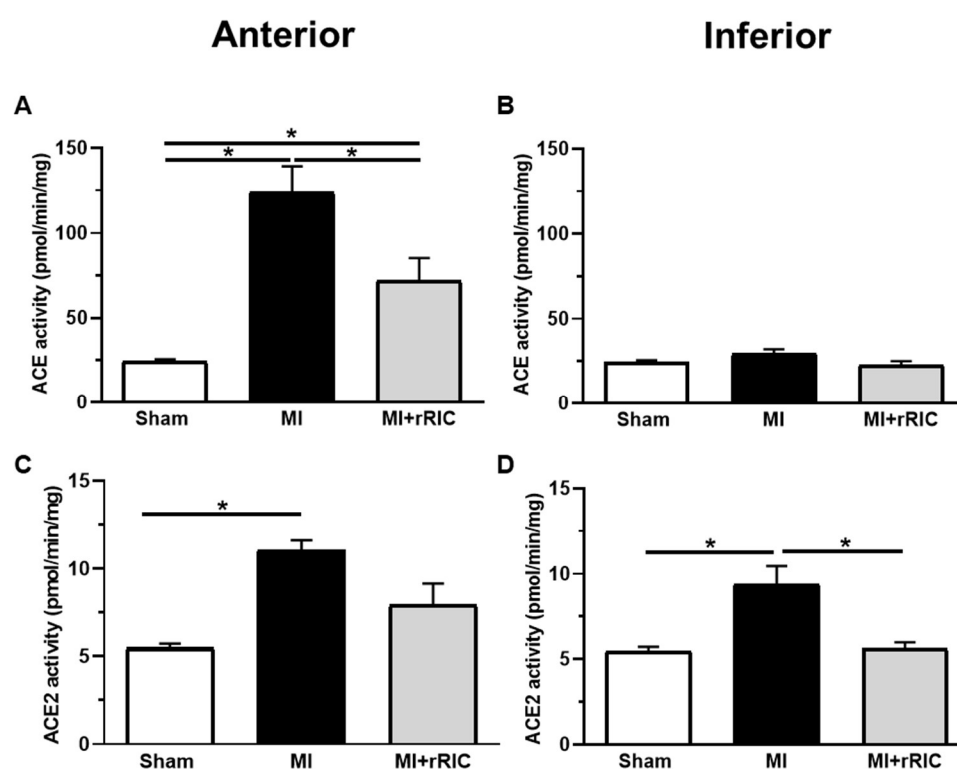 Anterior
Inferior
A
ACE activity (pmol/min/mg)
150
100
50
0
*
*
*
Sham MI MI+rRIC
B
ACE activity (pmol/min/mg)
150
100
50
0
Sham MI MI+rRIC
C
ACE2 activity (pmol/min/mg)
15
10
5
0
*
Sham MI MI+rRIC
D
ACE2 activity (pmol/min/mg)
15
10
5
0
*
*
Sham MI MI+rRIC